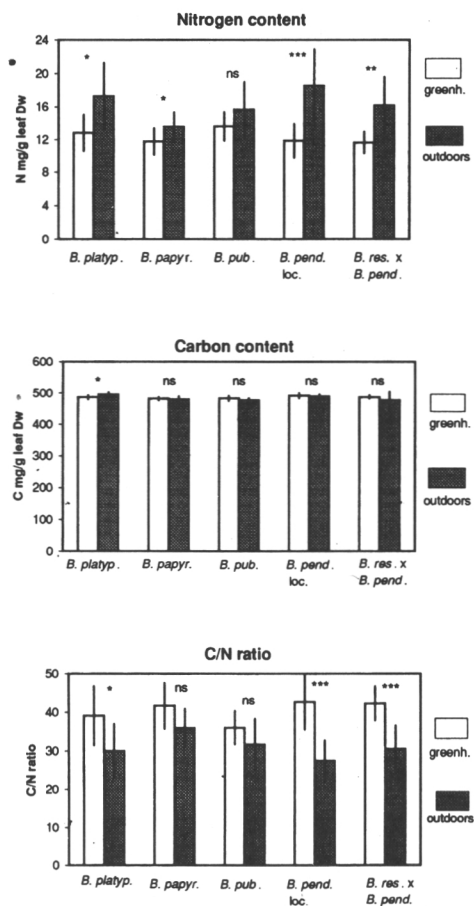 Nitrogen content
N mg/g leaf Dw
24
20
16
12
8
4
0
* * ns *** **
greenh.
outdoors
B. platyp. B. papyr. B. pub. B. pend. loc. B. res. x B. pend.
Carbon content
C mg/g leaf Dw
600
500
400
300
200
100
0
* ns ns ns ns
greenh.
outdoors
B. platyp. B. papyr. B. pub. B. pend. loc. B. res. x B. pend.
C/N ratio
C/N ratio
50
40
30
20
10
0
* ns ns *** ***
greenh.
outdoors
B. platyp. B. papyr. B. pub. B. pend. loc. B. res. x B. pend.